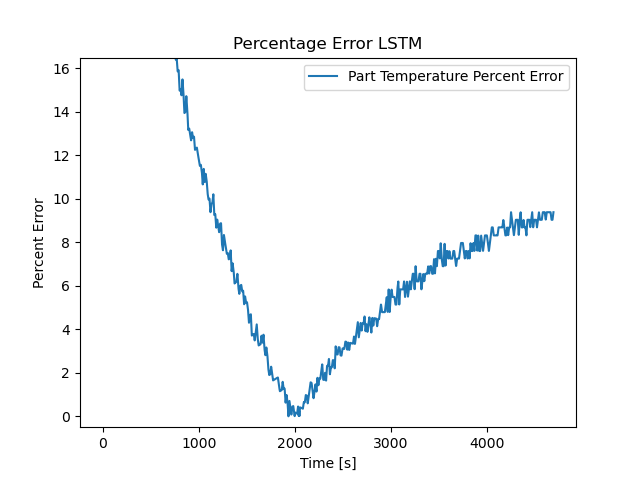 Percentage Error LSTM
Part Temperature Percent Error
Percent Error
16
14
12
10
8
6
4
2
0
0 1000 2000 3000 4000
Time [s]